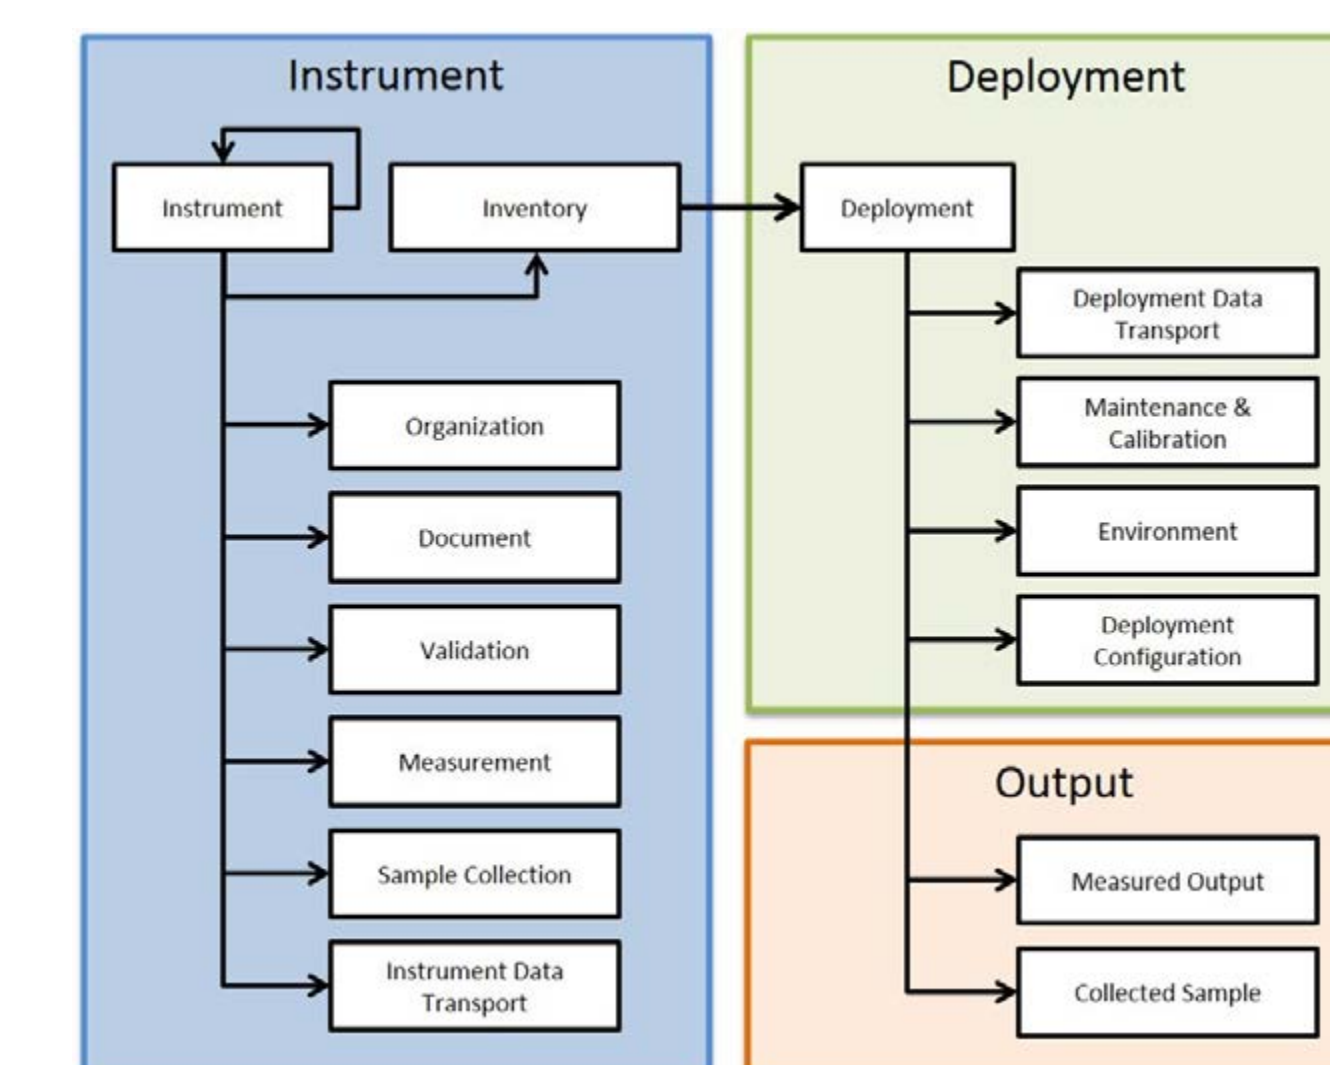 Instrument
Instrument
Inventory
Organization
Document
Validation
Measurement
Sample Collection
Instrument Data
Transport
Deployment
Deployment
Deployment Data
Transport
Maintenance &
Calibration
Environment
Deployment
Configuration
Output
Measured Output
Collected Sample